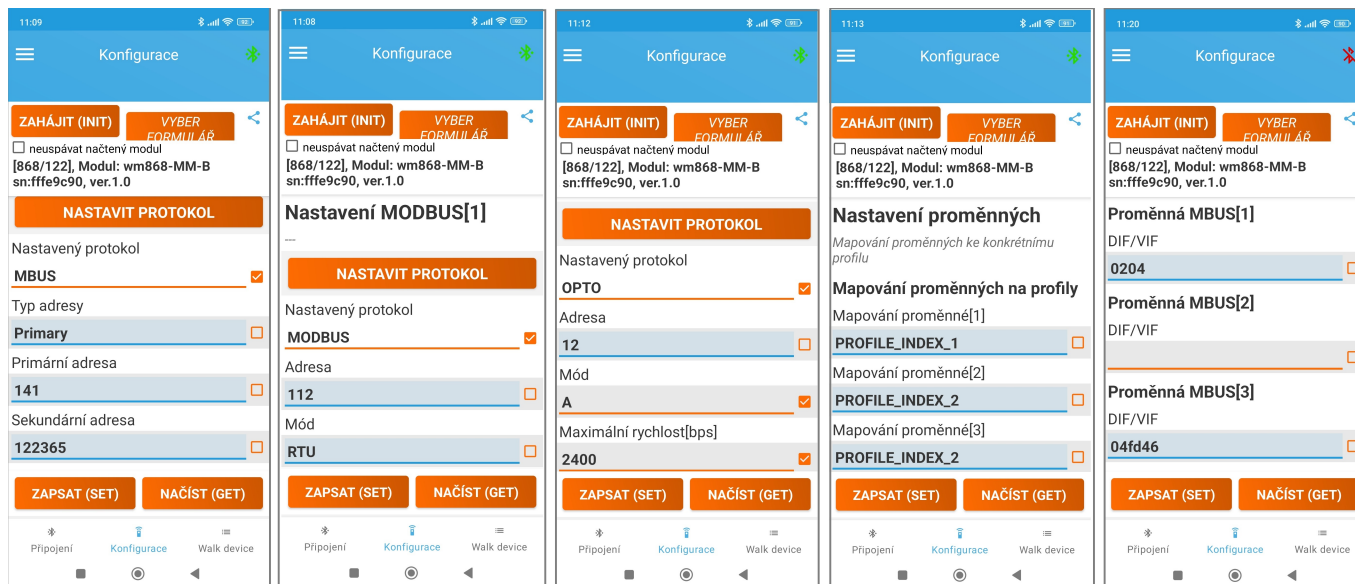 11:09
92
Konfigurace
ZAHÁJIT (INIT)
VYBER
FORMULÁŘ
neuspávat načtený modul
[868/122], Modul: wm868-MM-B
sn:fffe9c90, ver.1.0
NASTAVIT PROTOKOL
Nastavený protokol
MBUS
Typ adresy
Primary
Primární adresa
141
Sekundární adresa
122365
ZAPSAT (SET)
NAČÍST (GET)
Připojení
Konfigurace
Walk device
11:08
92
Konfigurace
ZAHÁJIT (INIT)
VYBER
FORMULÁŘ
neuspávat načtený modul
[868/122], Modul: wm868-MM-B
sn:fffe9c90, ver.1.0
Nastavení MODBUS[1]
---
NASTAVIT PROTOKOL
Nastavený protokol
MODBUS
Adresa
112
Mód
RTU
ZAPSAT (SET)
NAČÍST (GET)
Připojení
Konfigurace
Walk device
11:12
91
Konfigurace
ZAHÁJIT (INIT)
VYBER
FORMULÁŘ
neuspávat načtený modul
[868/122], Modul: wm868-MM-B
sn:fffe9c90, ver.1.0
NASTAVIT PROTOKOL
Nastavený protokol
OPTO
Adresa
12
Mód
A
Maximální rychlost[bps]
2400
ZAPSAT (SET)
NAČÍST (GET)
Připojení
Konfigurace
Walk device
11:13
91
Konfigurace
ZAHÁJIT (INIT)
VYBER
FORMULÁŘ
neuspávat načtený modul
[868/122], Modul: wm868-MM-B
sn:fffe9c90, ver.1.0
Nastavení proměnných
Mapování proměnných ke konkrétnímu
profilu
Mapování proměnných na profily
Mapování proměnné[1]
PROFILE_INDEX_1
Mapování proměnné[2]
PROFILE_INDEX_2
Mapování proměnné[3]
PROFILE_INDEX_2
ZAPSAT (SET)
NAČÍST (GET)
Připojení
Konfigurace
Walk device
11:20
Konfigurace
ZAHÁJIT (INIT)
VYBER
FORMULÁŘ
neuspávat načtený modul
[868/122], Modul: wm868-MM-B
sn:fffe9c90, ver.1.0
Proměnná MBUS[1]
DIF/VIF
0204
Proměnná MBUS[2]
DIF/VIF
Proměnná MBUS[3]
DIF/VIF
04fd46
ZAPSAT (SET)
NAČÍST (GET)
Připojení
Konfigurace
Walk device